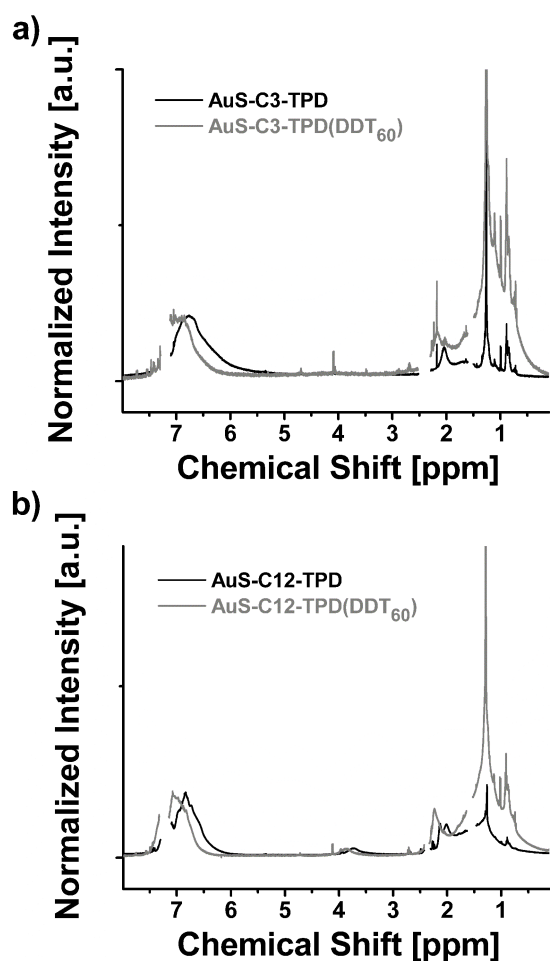 a)
Normalized Intensity [a.u.]
AuS-C3-TPD
AuS-C3-TPD(DDT60)
7 6 5 4 3 2 1
Chemical Shift [ppm]
b)
Normalized Intensity [a.u.]
AuS-C12-TPD
AuS-C12-TPD(DDT60)
7 6 5 4 3 2 1
Chemical Shift [ppm]